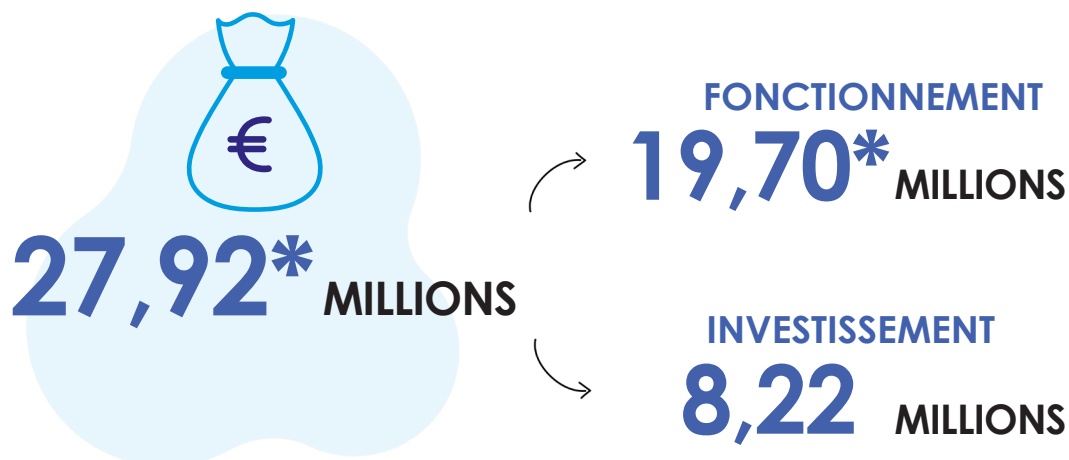 €
27,92* MILLIONS
FONCTIONNEMENT
19,70* MILLIONS
INVESTISSEMENT
8,22 MILLIONS